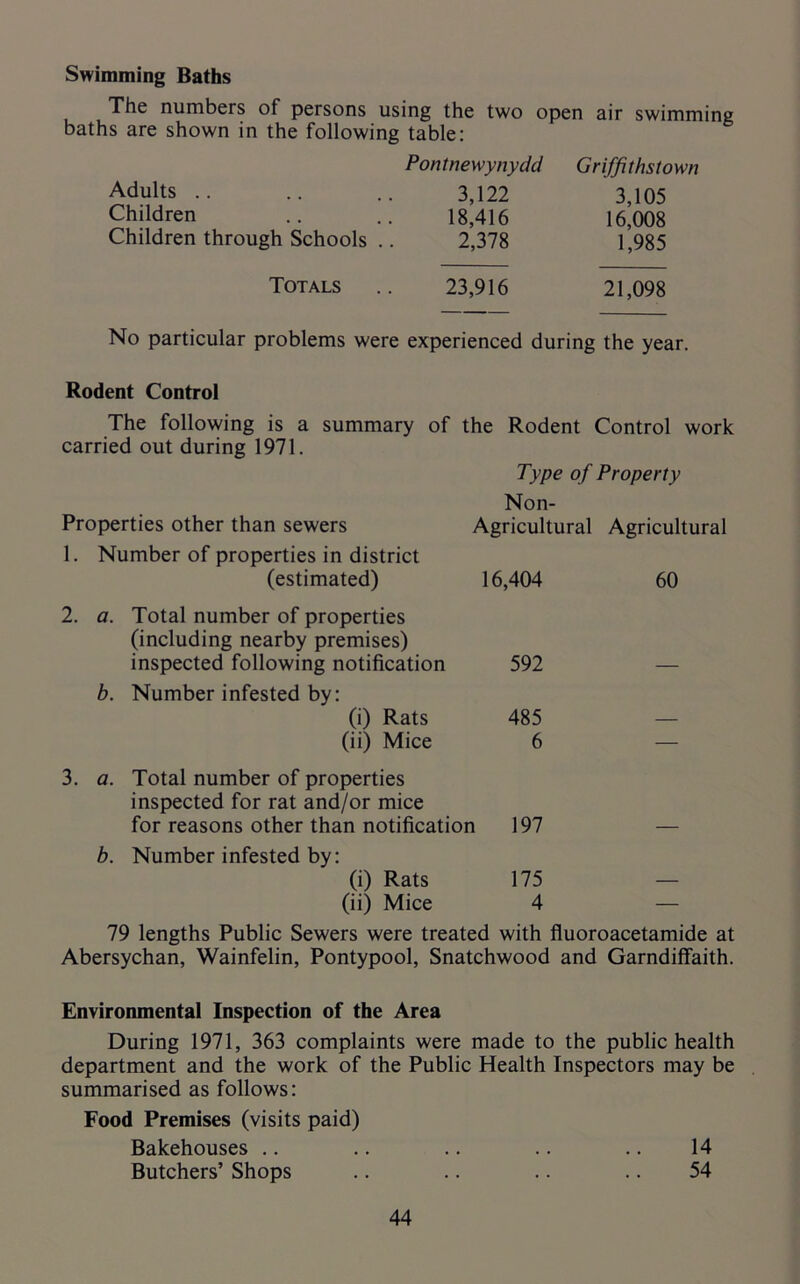 Swimming Baths
The numbers of persons using the two open air swimming
baths are shown in the following table:
Pontnewynydd Griffithstown
Adults .. .. .. 3,122 3,105
Children .. .. 18,416 16,008
Children through Schools .. 2,378 1,985
Totals .. 23,916 21,098
No particular problems were experienced during the year.
Rodent Control
The following is a summary of the Rodent Control work
carried out during 1971.
Type of Property
Non-
Properties other than sewers Agricultural Agricultural
1. Number of properties in district
(estimated) 16,404 60
2. a. Total number of properties
(including nearby premises)
inspected following notification 592 —
b. Number infested by:
(i) Rats 485 —
(ii) Mice 6 —
3. a. Total number of properties
inspected for rat and/or mice
for reasons other than notification 197 —
b. Number infested by:
(i) Rats 175 —
(ii) Mice 4 —
79 lengths Public Sewers were treated with fluoroacetamide at
Abersychan, Wainfelin, Pontypool, Snatchwood and Garndiffaith.
Environmental Inspection of the Area
During 1971, 363 complaints were made to the public health
department and the work of the Public Health Inspectors may be
summarised as follows:
Food Premises (visits paid)
Bakehouses .. .. .. .. .. 14
Butchers' Shops .. .. .. .. 54
44